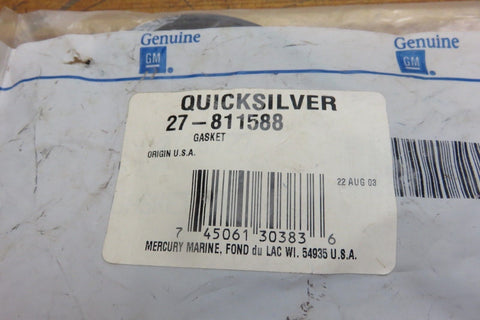 Genuine
GM
Genuine
GM
QUICKSILVER
27-811588
GASKET
ORIGIN U.S.A.
22 AUG 03
7 45061 30383 6
MERCURY MARINE, FOND du LAC WI. 54935 U.S.A.